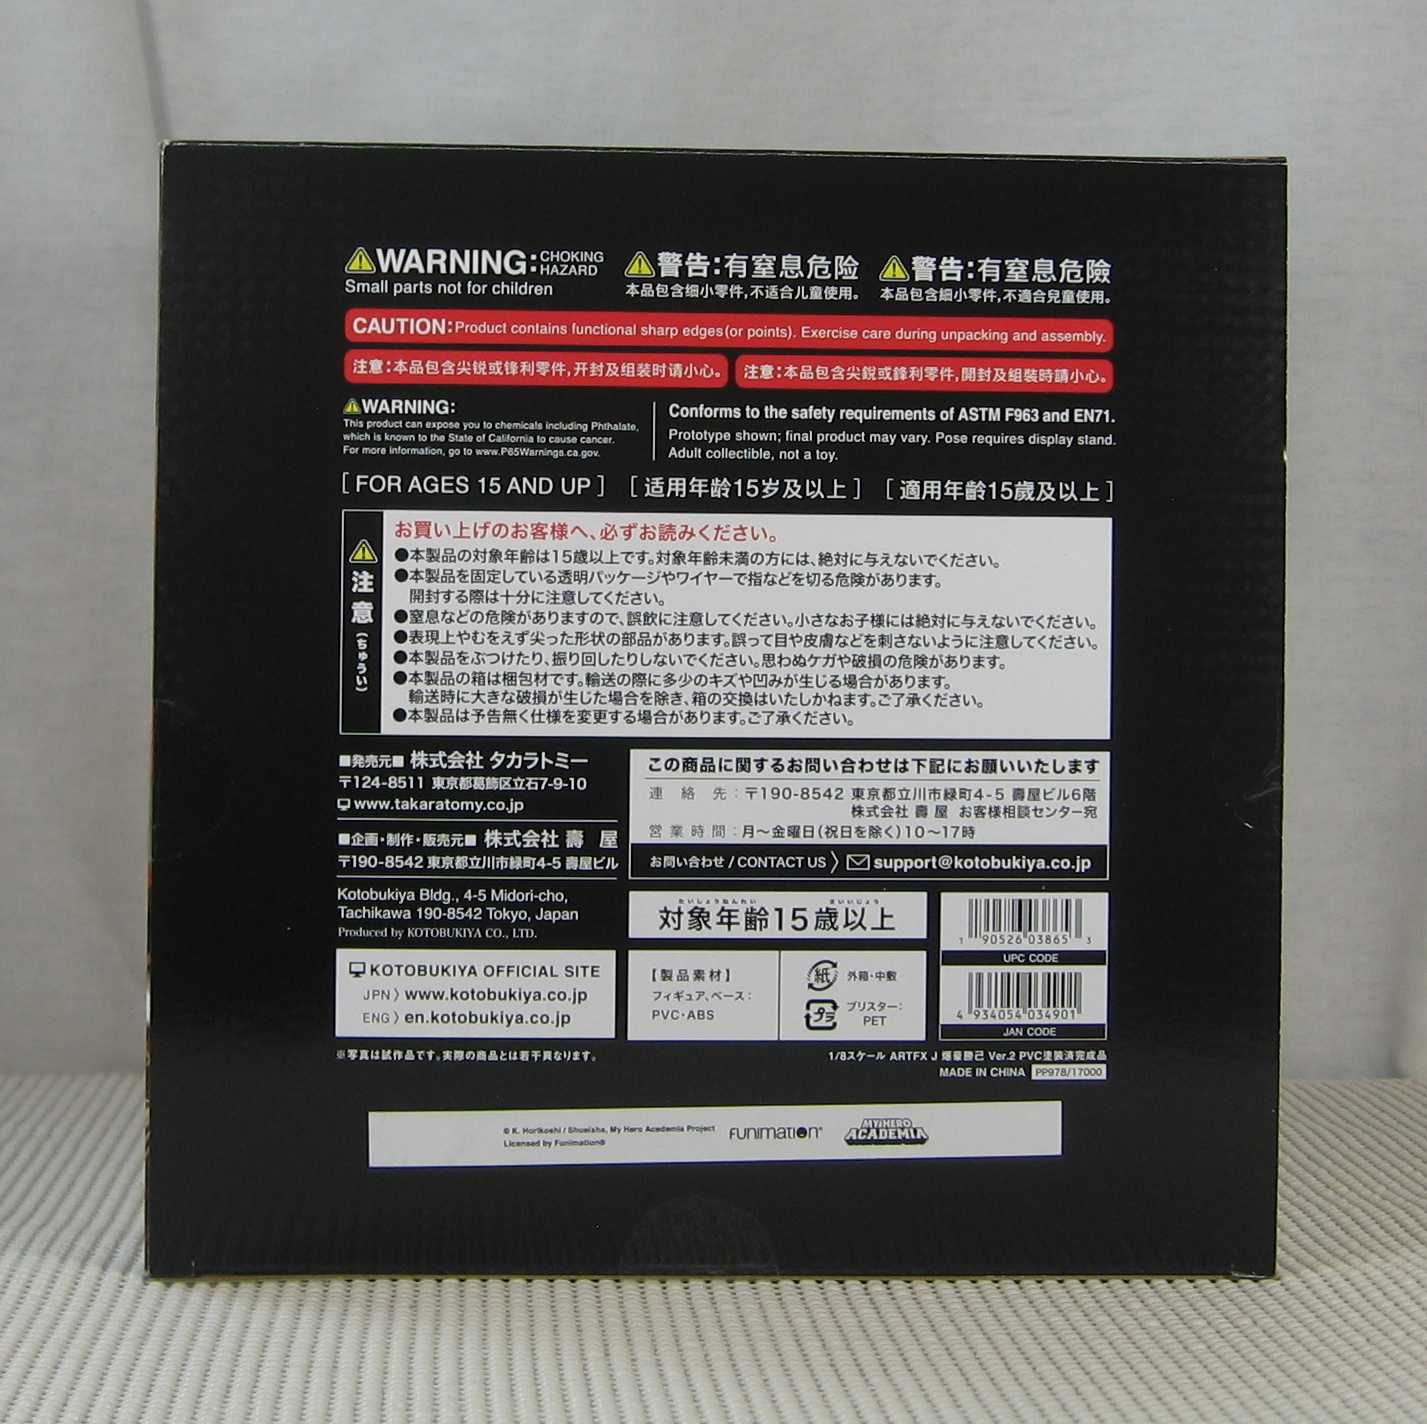 ⚠WARNING: CHOKING HAZARD
Small parts not for children
⚠警告:有窒息危险
本品包含细小零件,不适合儿童使用。
⚠警告:有窒息危險
本品包含細小零件,不適合兒童使用。
CAUTION: Product contains functional sharp edges(or points). Exercise care during unpacking and assembly.
注意:本品包含尖锐或锋利零件,开封及组装时请小心。
注意:本品包含尖銳或鋒利零件,開封及組裝時請小心。
⚠WARNING:
This product can expose you to chemicals including Phthalate,
which is known to the State of California to cause cancer.
For more information, go to www.P65Warnings.ca.gov.
Conforms to the safety requirements of ASTM F963 and EN71.
Prototype shown; final product may vary. Pose requires display stand.
Adult collectible, not a toy.
[ FOR AGES 15 AND UP ] [ 适用年龄15岁及以上 ] [ 適用年齡15歲及以上 ]
⚠注意(ちゅうい)
お買い上げのお客様へ、必ずお読みください。
●本製品の対象年齢は15歳以上です。対象年齢未満の方には、絶対に与えないでください。
●本製品を固定している透明パッケージやワイヤーで指などを切る危険があります。
開封する際は十分に注意してください。
●窒息などの危険がありますので、誤飲に注意してください。小さなお子様には絶対に与えないでください。
●表現上やむをえず尖った形状の部品があります。誤って目や皮膚などを刺さないように注意してください。
●本製品をぶつけたり、振り回したりしないでください。思わぬケガや破損の危険があります。
●本製品の箱は梱包材です。輸送の際に多少のキズや凹みが生じる場合があります。
輸送時に大きな破損が生じた場合を除き、箱の交換はいたしかねます。ご了承ください。
●本製品は予告無く仕様を変更する場合があります。ご了承ください。
■発売元■ 株式会社 タカラトミー
〒124-8511 東京都葛飾区立石7-9-10
www.takaratomy.co.jp
■企画・制作・販売元■ 株式会社 壽 屋
〒190-8542 東京都立川市緑町4-5 壽屋ビル
Kotobukiya Bldg., 4-5 Midori-cho,
Tachikawa 190-8542 Tokyo, Japan
Produced by KOTOBUKIYA CO., LTD.
KOTOBUKIYA OFFICIAL SITE
JPN〉www.kotobukiya.co.jp
ENG〉en.kotobukiya.co.jp
※写真は試作品です。実際の商品とは若干異なります。
この商品に関するお問い合わせは下記にお願いいたします
連絡先:〒190-8542 東京都立川市緑町4-5 壽屋ビル6階
株式会社 壽 屋 お客様相談センター宛
営業時間:月〜金曜日(祝日を除く)10〜17時
お問い合わせ / CONTACT US 〉 support@kotobukiya.co.jp
たいしょうねんれい さいいじょう
対象年齢15歳以上
【製品素材】
フィギュア、ベース:
PVC・ABS
紙 外箱・中敷
プラ ブリスター:
PET
1 90526 03865 3
UPC CODE
4 934054 034901
JAN CODE
1/8スケール ARTFX J 爆豪勝己 Ver.2 PVC塗装済完成品
MADE IN CHINA PP978/17000
© K. Horikoshi / Shueisha, My Hero Academia Project
Licensed by Funimation®
FUNIMATION®
MY HERO
ACADEMIA